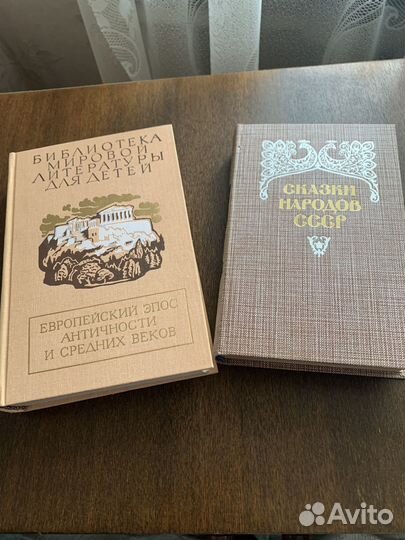 БИБЛИОТЕКА
МИРОВОЙ
ЛИТЕРАТУРЫ
ДЛЯ ДЕТЕЙ
ЕВРОПЕЙСКИЙ ЭПОС
АНТИЧНОСТИ
И СРЕДНИХ ВЕКОВ
СКАЗКИ
НАРОДОВ
СССР
Avito